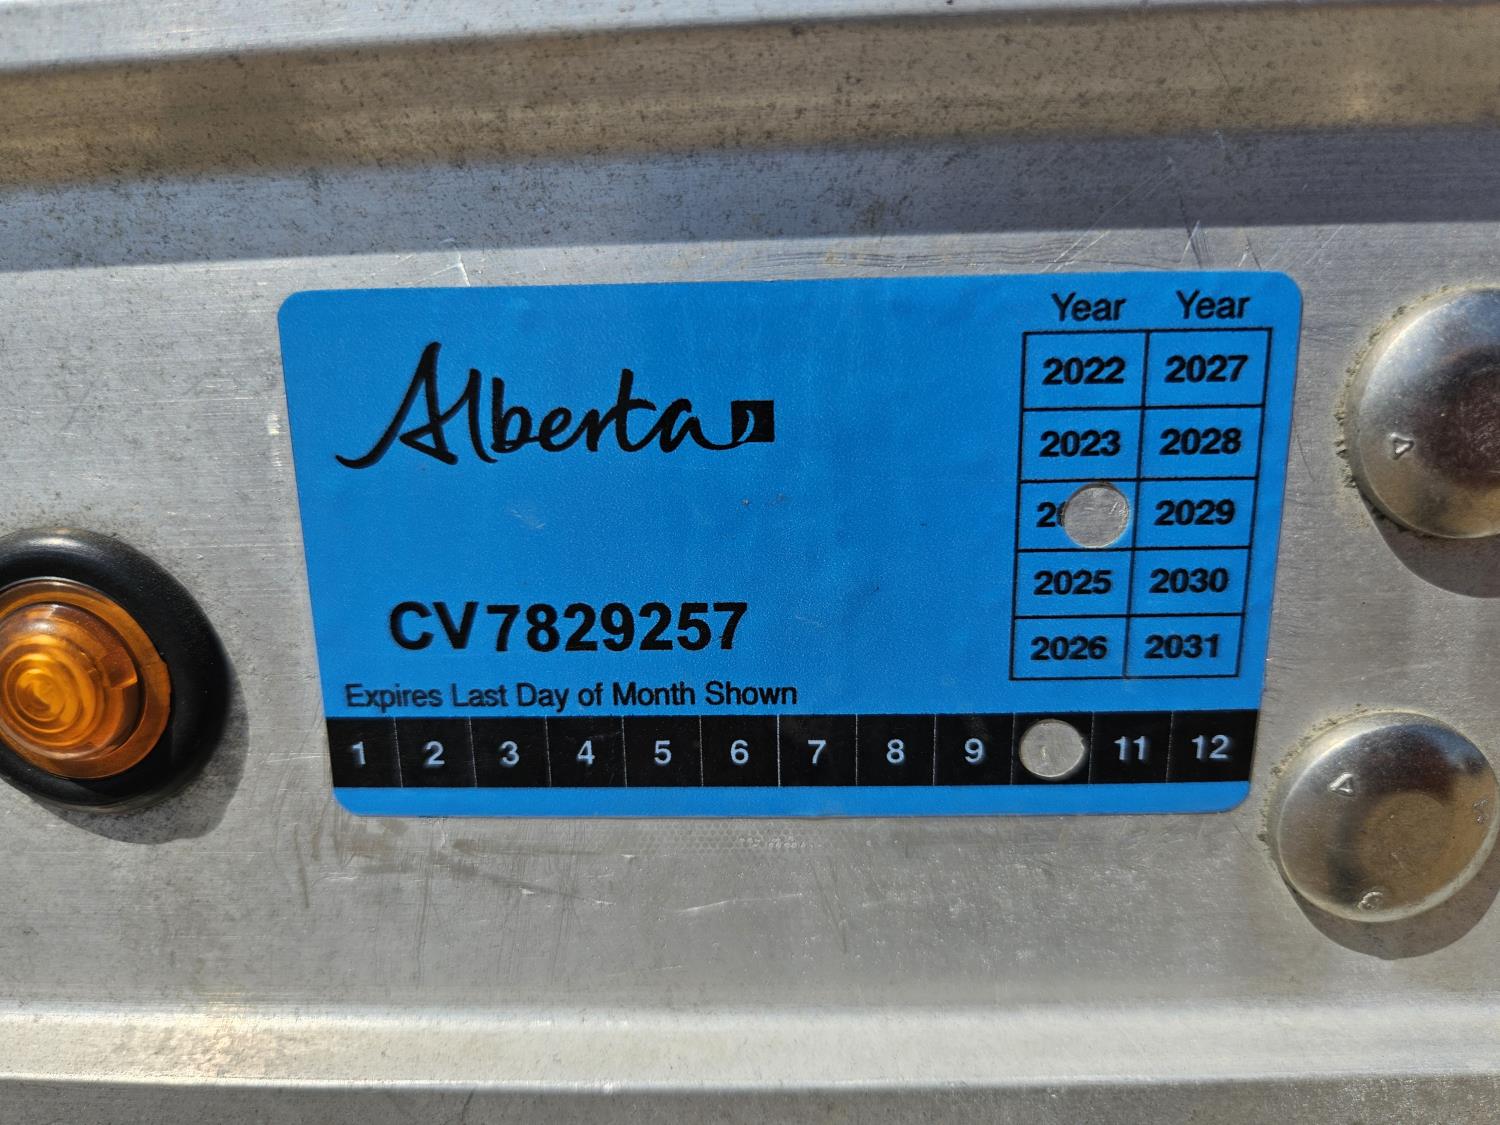 Alberta
Year Year
2022 2027
2023 2028
2029
2025 2030
2026 2031
CV7829257
Expires Last Day of Month Shown
1 2 3 4 5 6 7 8 9 11 12